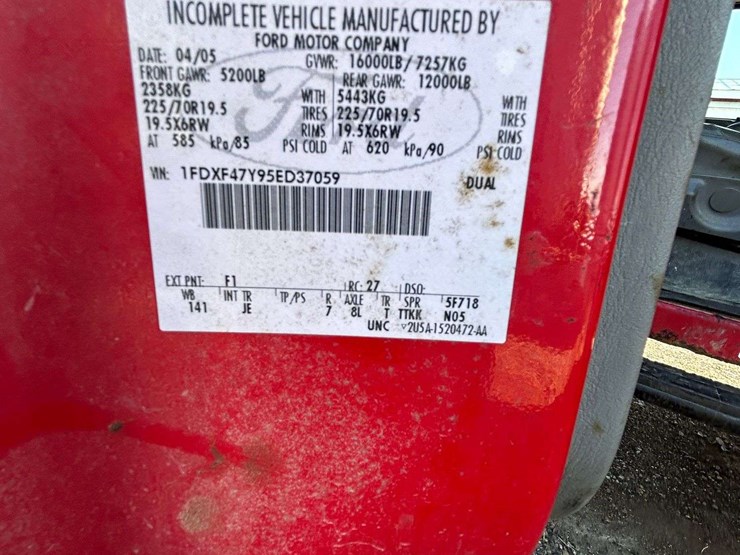 INCOMPLETE VEHICLE MANUFACTURED BY
FORD MOTOR COMPANY
DATE: 04/05 GVWR: 16000LB/7257KG
FRONT GAWR: 5200LB REAR GAWR: 12000LB
2358KG WITH 5443KG WITH
225/70R19.5 TIRES 225/70R19.5 TIRES
19.5X6RW RIMS 19.5X6RW RIMS
AT 585 kPa/85 PSI COLD AT 620 kPa/90 PSI COLD
VIN: 1FDXF47Y95ED37059 DUAL
EXT PNT: F1 RC: 27 DSO:
WB INT TR TP/PS R AXLE TR SPR 5F718
141 JE 7 8L T TTKK N05
UNC V2USA-1520472-AA